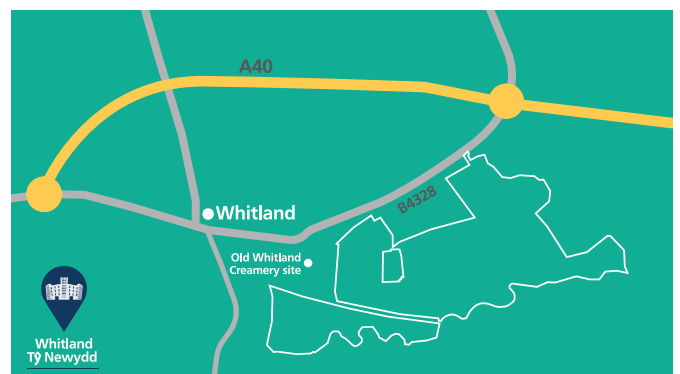 A40
Whitland
B4328
Old Whitland
Creamery site
Whitland
Tŷ Newydd